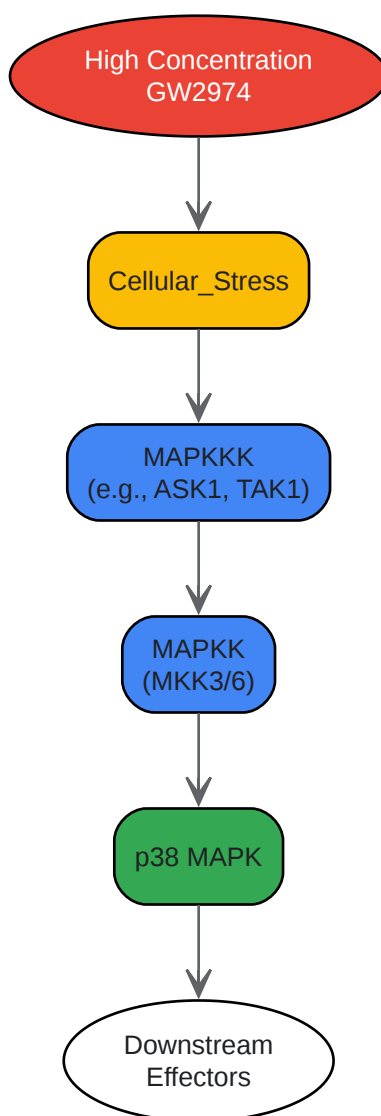 High Concentration
GW2974
Cellular_Stress
MAPKKK
(e.g., ASK1, TAK1)
MAPKK
(MKK3/6)
p38 MAPK
Downstream
Effectors